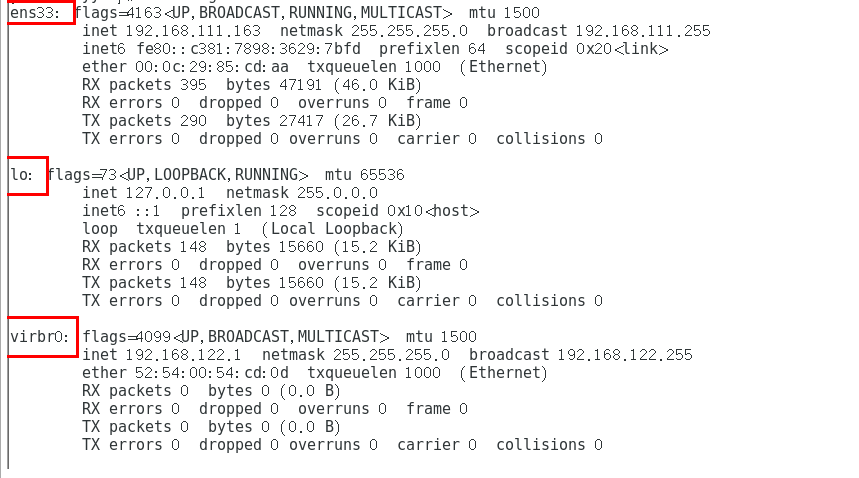 ens33: flags=4163<UP,BROADCAST,RUNNING,MULTICAST>  mtu 1500
        inet 192.168.111.163  netmask 255.255.255.0  broadcast 192.168.111.255
        inet6 fe80::c381:7898:3629:7bfd  prefixlen 64  scopeid 0x20<link>
        ether 00:0c:29:85:cd:aa  txqueuelen 1000  (Ethernet)
        RX packets 395  bytes 47191 (46.0 KiB)
        RX errors 0  dropped 0  overruns 0  frame 0
        TX packets 290  bytes 27417 (26.7 KiB)
        TX errors 0  dropped 0 overruns 0  carrier 0  collisions 0

lo: flags=73<UP,LOOPBACK,RUNNING>  mtu 65536
        inet 127.0.0.1  netmask 255.0.0.0
        inet6 ::1  prefixlen 128  scopeid 0x10<host>
        loop  txqueuelen 1  (Local Loopback)
        RX packets 148  bytes 15660 (15.2 KiB)
        RX errors 0  dropped 0  overruns 0  frame 0
        TX packets 148  bytes 15660 (15.2 KiB)
        TX errors 0  dropped 0 overruns 0  carrier 0  collisions 0

virbr0: flags=4099<UP,BROADCAST,MULTICAST>  mtu 1500
        inet 192.168.122.1  netmask 255.255.255.0  broadcast 192.168.122.255
        ether 52:54:00:54:cd:0d  txqueuelen 1000  (Ethernet)
        RX packets 0  bytes 0 (0.0 B)
        RX errors 0  dropped 0  overruns 0  frame 0
        TX packets 0  bytes 0 (0.0 B)
        TX errors 0  dropped 0 overruns 0  carrier 0  collisions 0